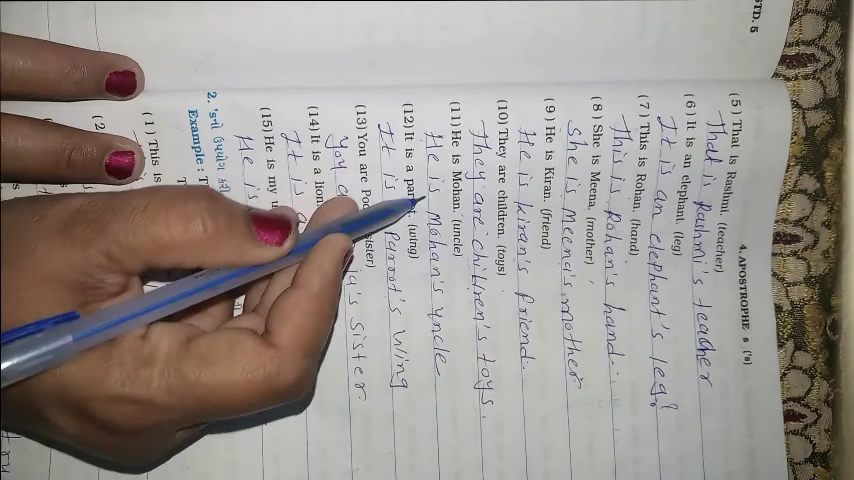 STD. 5
4. APOSTROPHE s ('s)
(5) That is Rashmi. (teacher)
That is Rashmi's teacher
(6) It is an elephant. (leg)
It is an elephant's leg.
(7) This is Rohan. (hand)
This is Rohan's hand.
(8) She is Meena. (mother)
She is Meena's mother
(9) He is Kiran. (friend)
He is kiran's friend.
(10) They are children. (toys)
They are children's toys.
(11) He is Mohan. (uncle)
He is Mohan's uncle
(12) It is a parrot. (wing)
It is parrot's wing
(13) You are (sister)
You sister.
(14) It is a lion.
It is a
(15) He is my
He is
2. 's નો ઉપયોગ કરી
Example :
(1) This is
(2